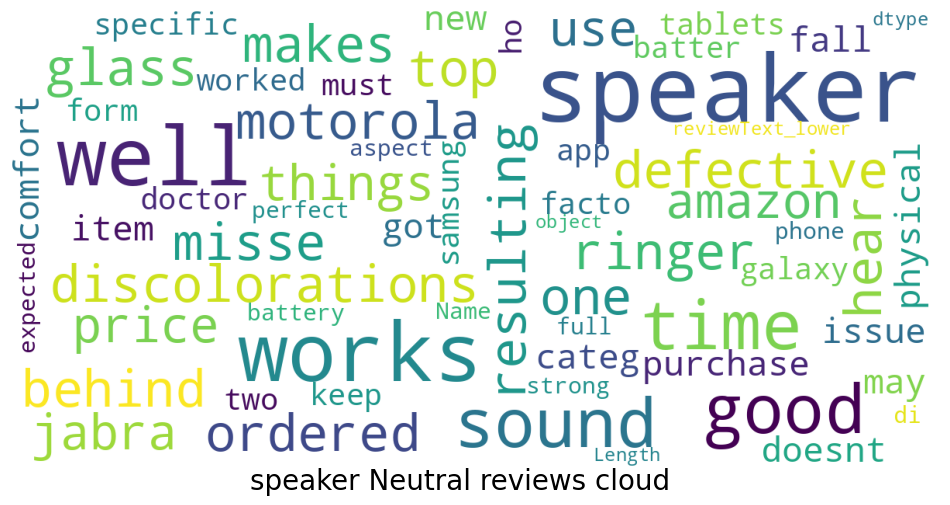 specific
makes
new
ho
use
tablets
dtype
batter
fall
glass
worked
must
top
speaker
form
motorola
reviewText_lower
comfort
well
aspect
samsung
resulting
app
defective
physical
doctor
things
perfect
facto
amazon
item
misse
got
object
phone
hear
expected
discolorations
ringer
galaxy
price
battery
Name
one
full
time
issue
works
categ
purchase
behind
two
keep
strong
may
jabra
ordered
sound
good
di
doesnt
Length
speaker Neutral reviews cloud